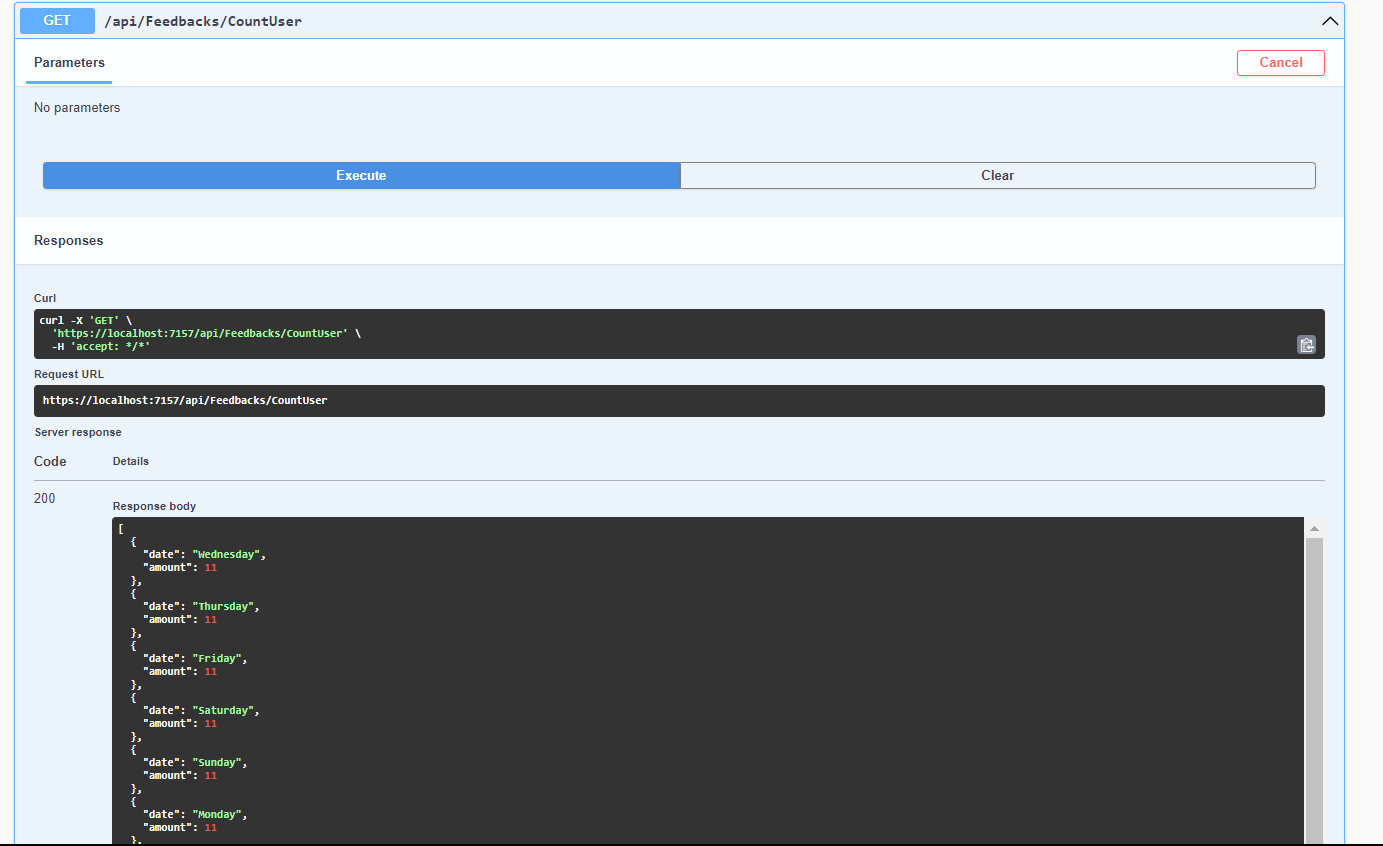 GET /api/Feedbacks/CountUser
Parameters
Cancel
No parameters
Execute
Clear
Responses
Curl
curl -X 'GET' \
  'https://localhost:7157/api/Feedbacks/CountUser' \
  -H 'accept: */*'
Request URL
https://localhost:7157/api/Feedbacks/CountUser
Server response
Code Details
200
Response body
[
  {
    "date": "Wednesday",
    "amount": 11
  },
  {
    "date": "Thursday",
    "amount": 11
  },
  {
    "date": "Friday",
    "amount": 11
  },
  {
    "date": "Saturday",
    "amount": 11
  },
  {
    "date": "Sunday",
    "amount": 11
  },
  {
    "date": "Monday",
    "amount": 11
  },